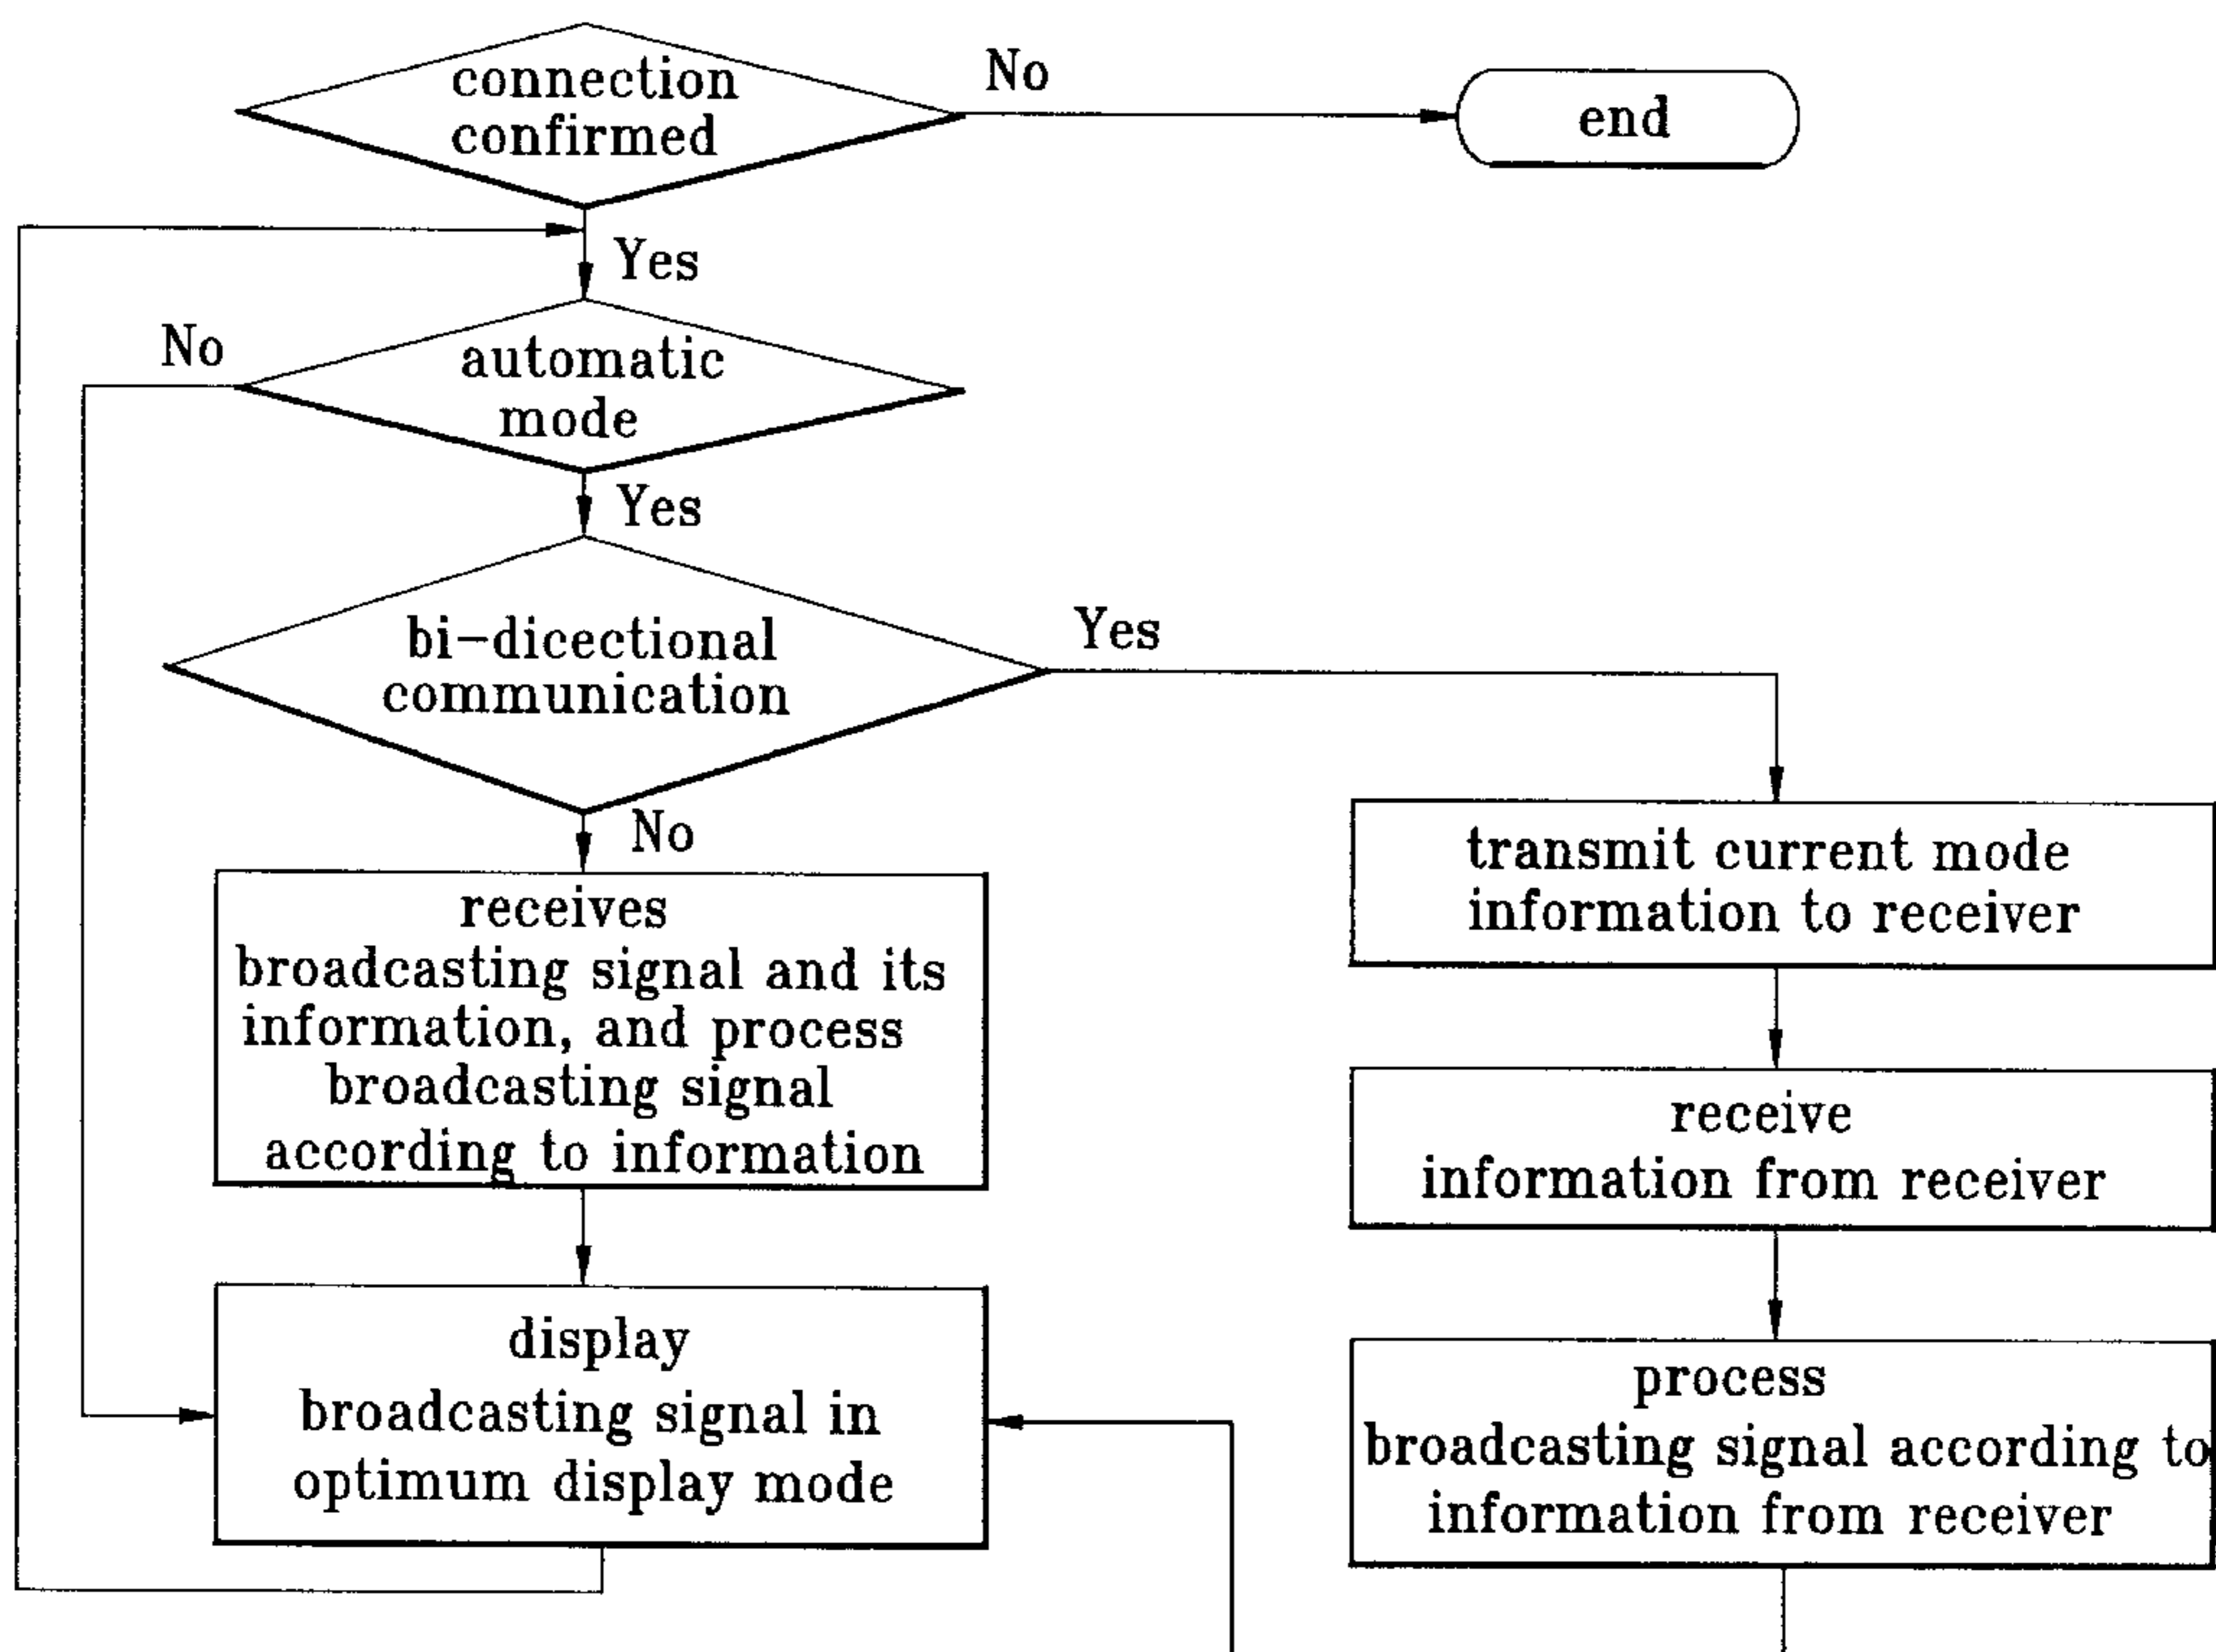 connection
confirmed
No
end
Yes
No
automatic
mode
Yes
bi-dicectional
communication
Yes
No
receives
broadcasting signal and its
information, and process
broadcasting signal
according to information
transmit current mode
information to receiver
receive
information from receiver
display
broadcasting signal in
optimum display mode
process
broadcasting signal according to
information from receiver